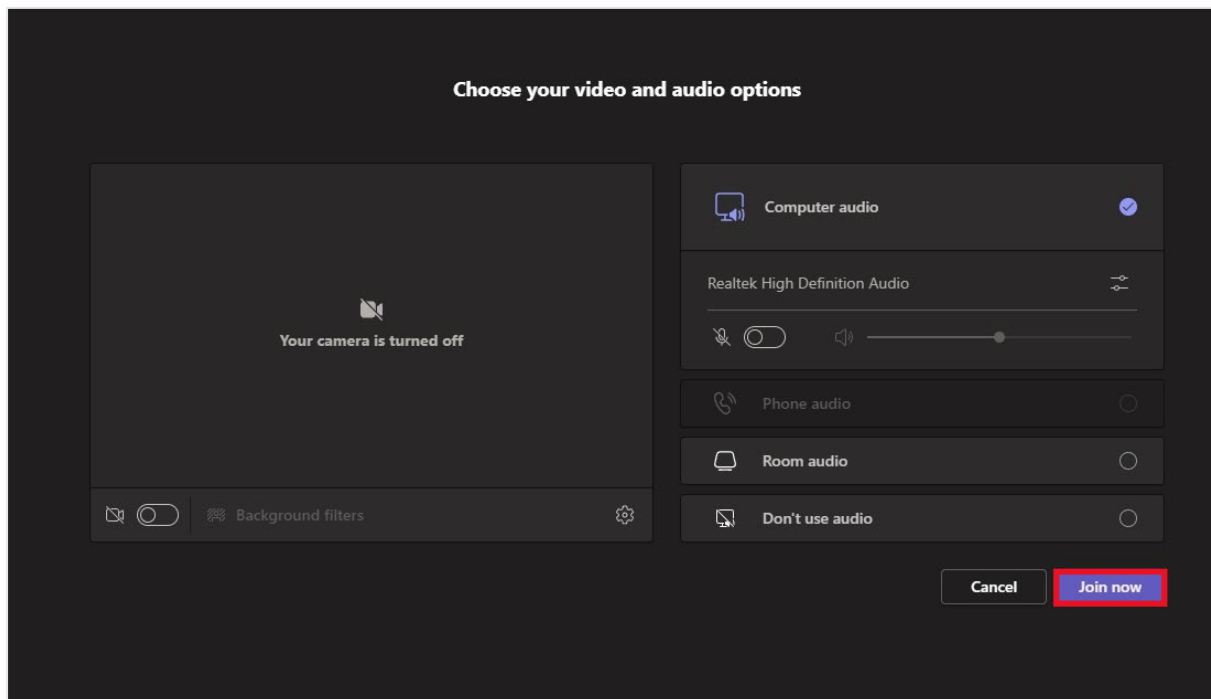 Choose your video and audio options
Your camera is turned off
Background filters
Computer audio
Realtek High Definition Audio
Phone audio
Room audio
Don't use audio
Cancel
Join now